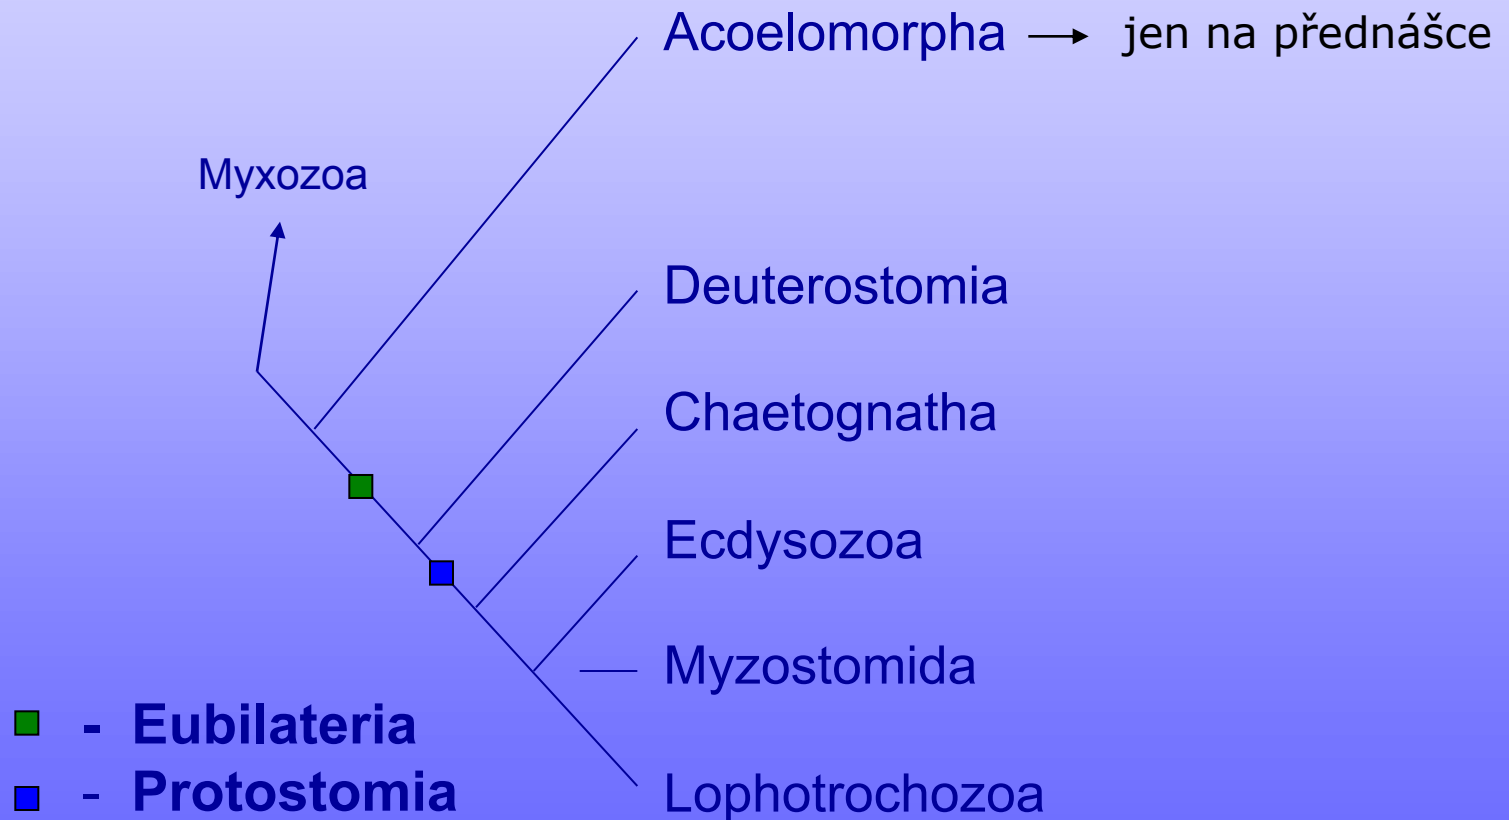 Acoelomorpha → jen na přednášce
Myxozoa
Deuterostomia
Chaetognatha
Ecdysozoa
Myzostomida
- Eubilateria
- Protostomia
Lophotrochozoa